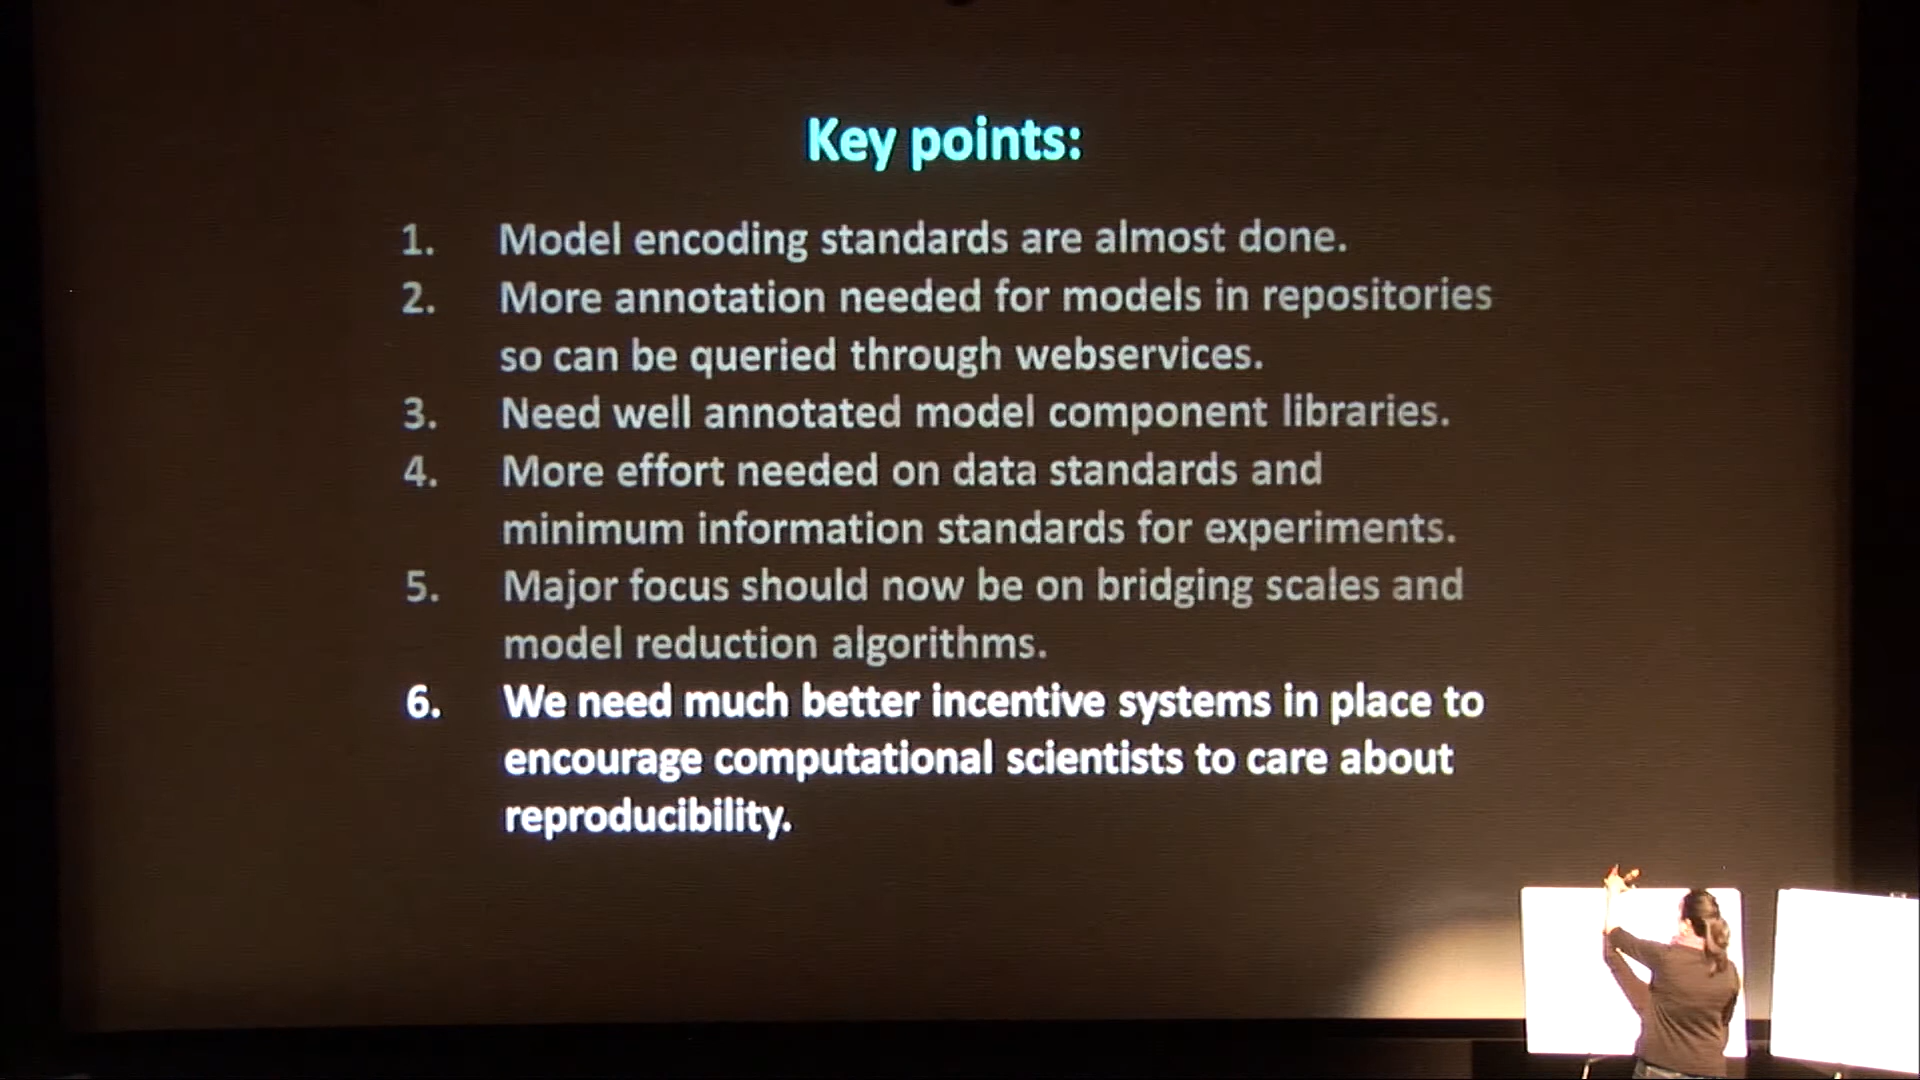 Key points:
1. Model encoding standards are almost done.
2. More annotation needed for models in repositories
so can be queried through webservices.
3. Need well annotated model component libraries.
4. More effort needed on data standards and
minimum information standards for experiments.
5. Major focus should now be on bridging scales and
model reduction algorithms.
6. We need much better incentive systems in place to
encourage computational scientists to care about
reproducibility.